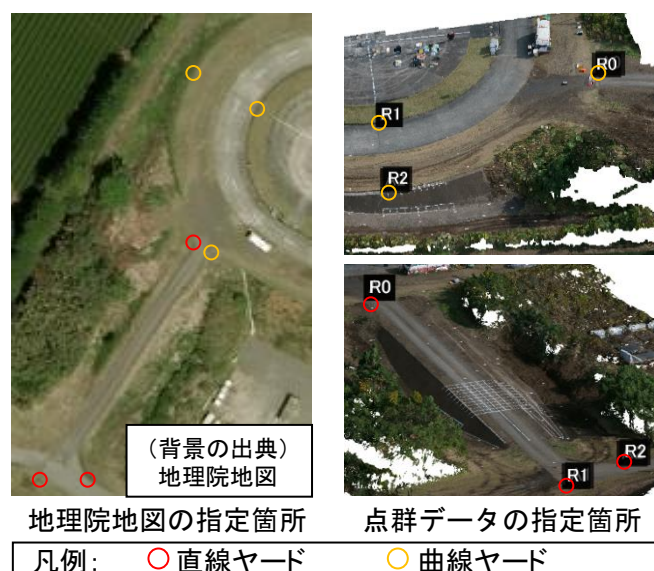 R0
R1
R2
R0
R2
R1
（背景の出典）
地理院地図
地理院地図の指定箇所
点群データの指定箇所
凡例: 直線ヤード 曲線ヤード